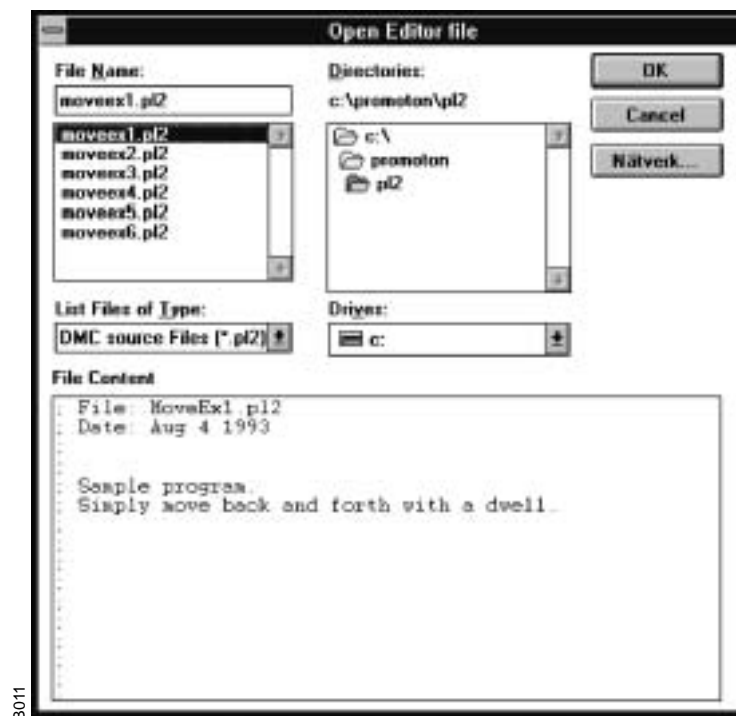 Open Editor file
File Name:
moveex1.pl2
moveex1.pl2
moveex2.pl2
moveex3.pl2
moveex4.pl2
moveex5.pl2
moveex6.pl2
List Files of Type:
DMC source Files (*.pl2)
Directories:
c:\promoton\pl2
c:\
promoton
pl2
Drives:
c:
OK
Cancel
Nätverk...
File Content
; File: MoveEx1.pl2
; Date: Aug 4 1993
;
;
; Sample program.
; Simply move back and forth with a dwell.
;
;
;
;
;
;
;
;
;
;
3011